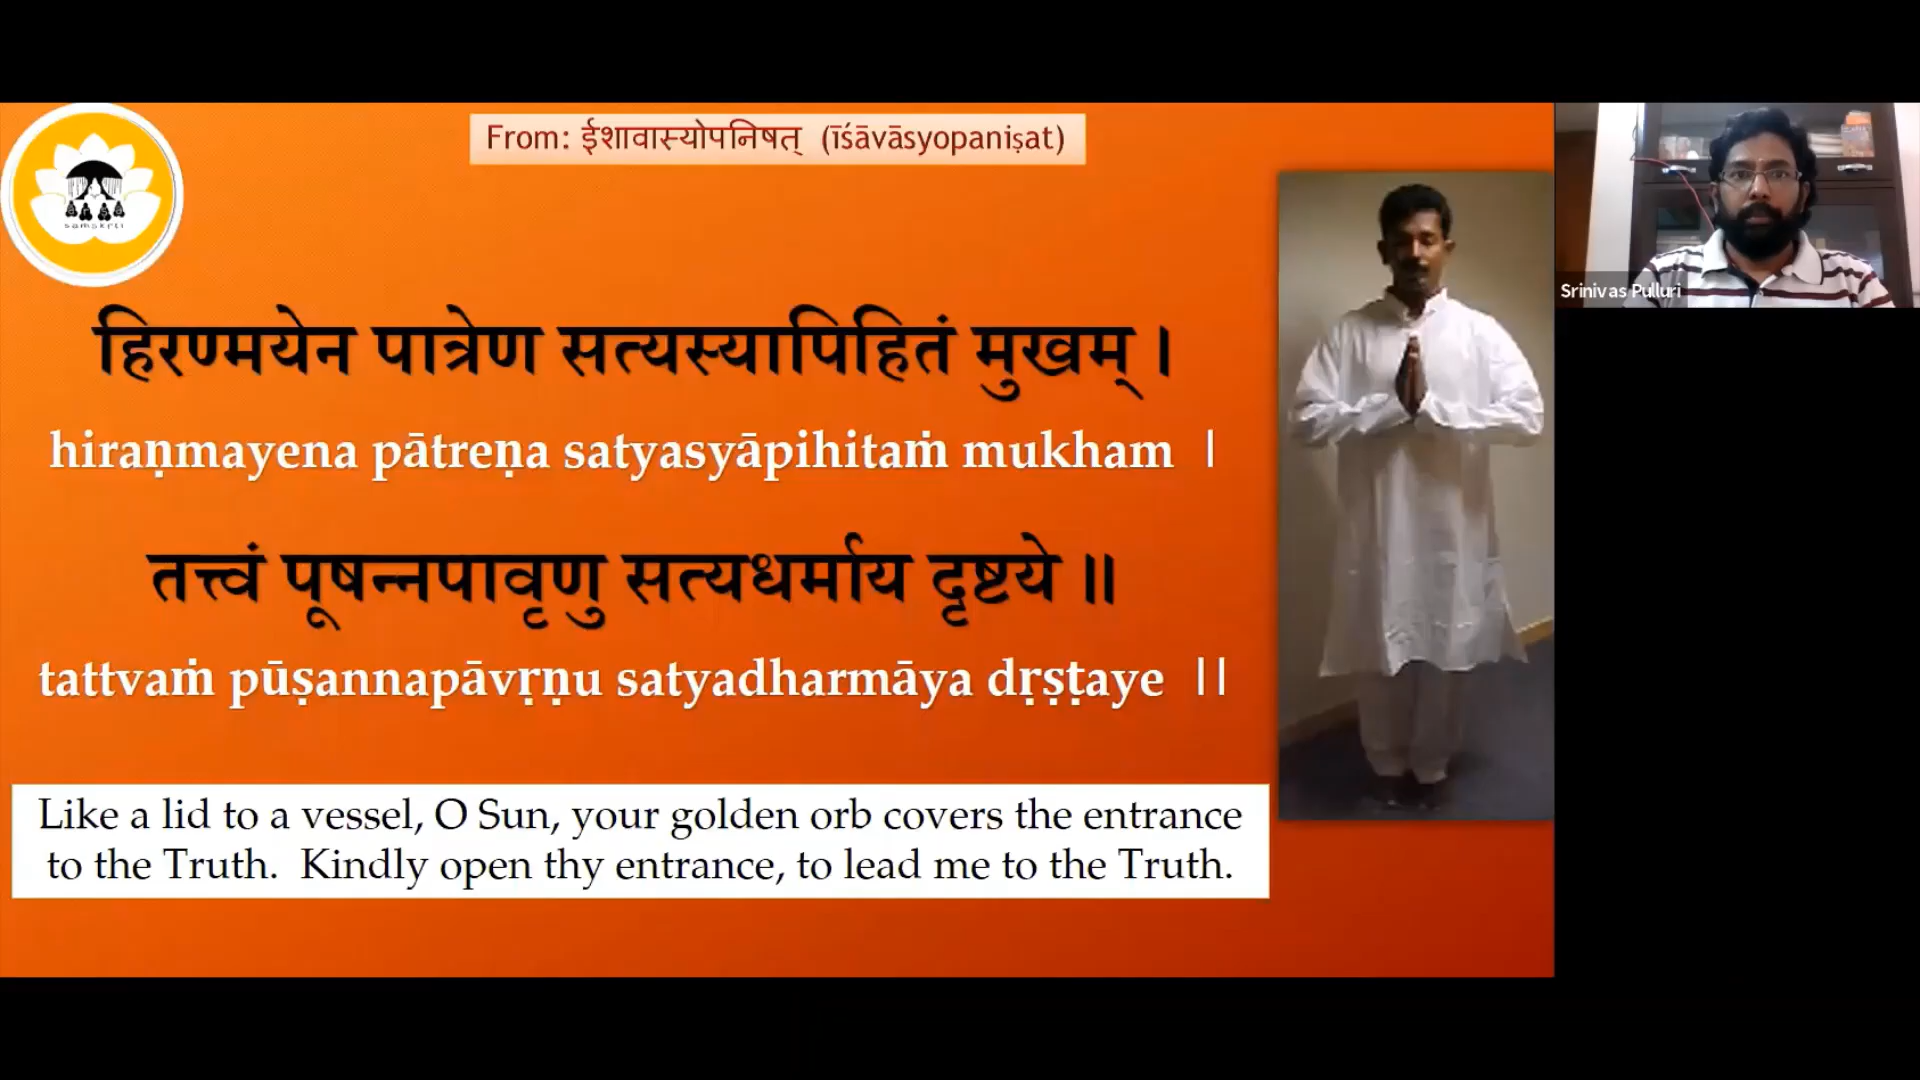 From: ईशावास्योपनिषत् (īśāvāsyopaniṣat)
samskrti
हिरण्मयेन पात्रेण सत्यस्यापिहितं मुखम् ।
hiraṇmayena pātreṇa satyasyāpihitaṁ mukham |
तत्त्वं पूषन्नपावृणु सत्यधर्माय दृष्टये ॥
tattvaṁ pūṣannapāvṛṇu satyadharmāya dṛṣṭaye ||
Like a lid to a vessel, O Sun, your golden orb covers the entrance
to the Truth. Kindly open thy entrance, to lead me to the Truth.
Srinivas Pulluri